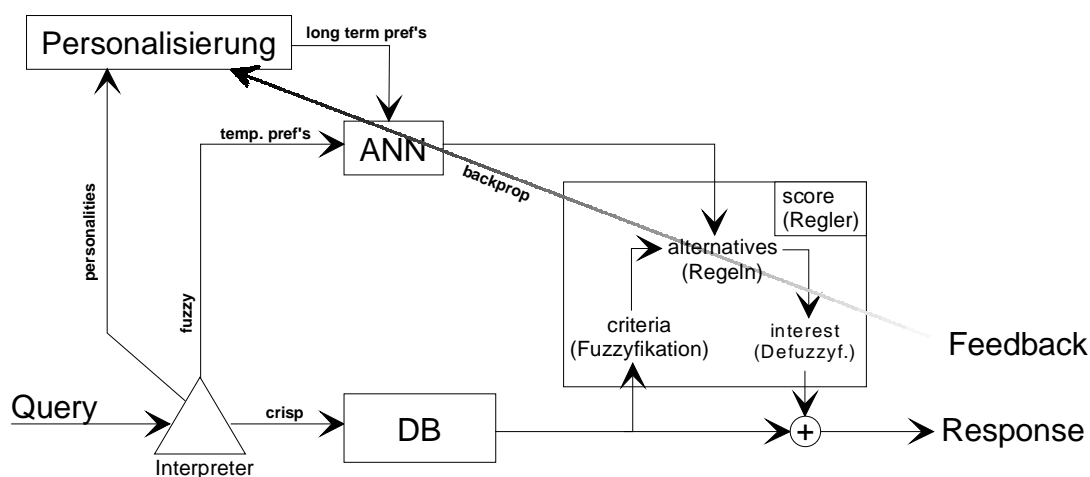 Personalisierung
long term pref's
temp. pref's
ANN
backprop
personalities
fuzzy
score
(Regler)
alternatives
(Regeln)
criteria
(Fuzzyfikation)
interest
(Defuzzyf.)
Feedback
Query
crisp
DB
+
Response
Interpreter